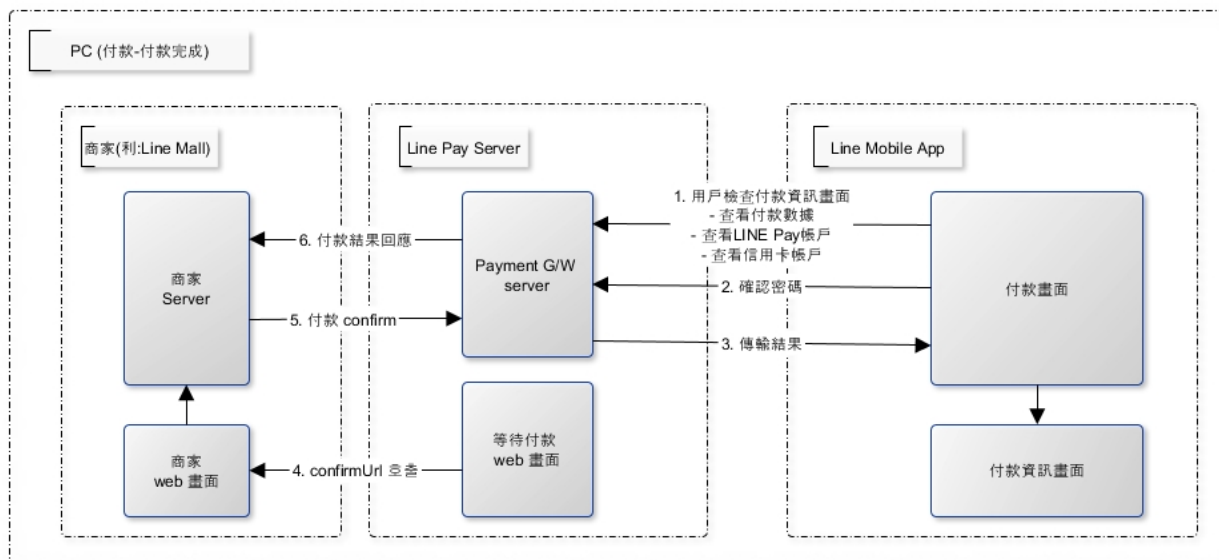 PC (付款-付款完成)
商家(利:Line Mall)
Line Pay Server
Line Mobile App
1. 用戶檢查付款資訊畫面
- 查看付款數據
- 查看LINE Pay帳戶
- 查看信用卡帳戶
6. 付款結果回應
商家
Server
Payment G/W
server
付款畫面
2. 確認密碼
5. 付款 confirm
3. 傳輸結果
等待付款
web 畫面
商家
web 畫面
4. confirmUrl 호출
付款資訊畫面